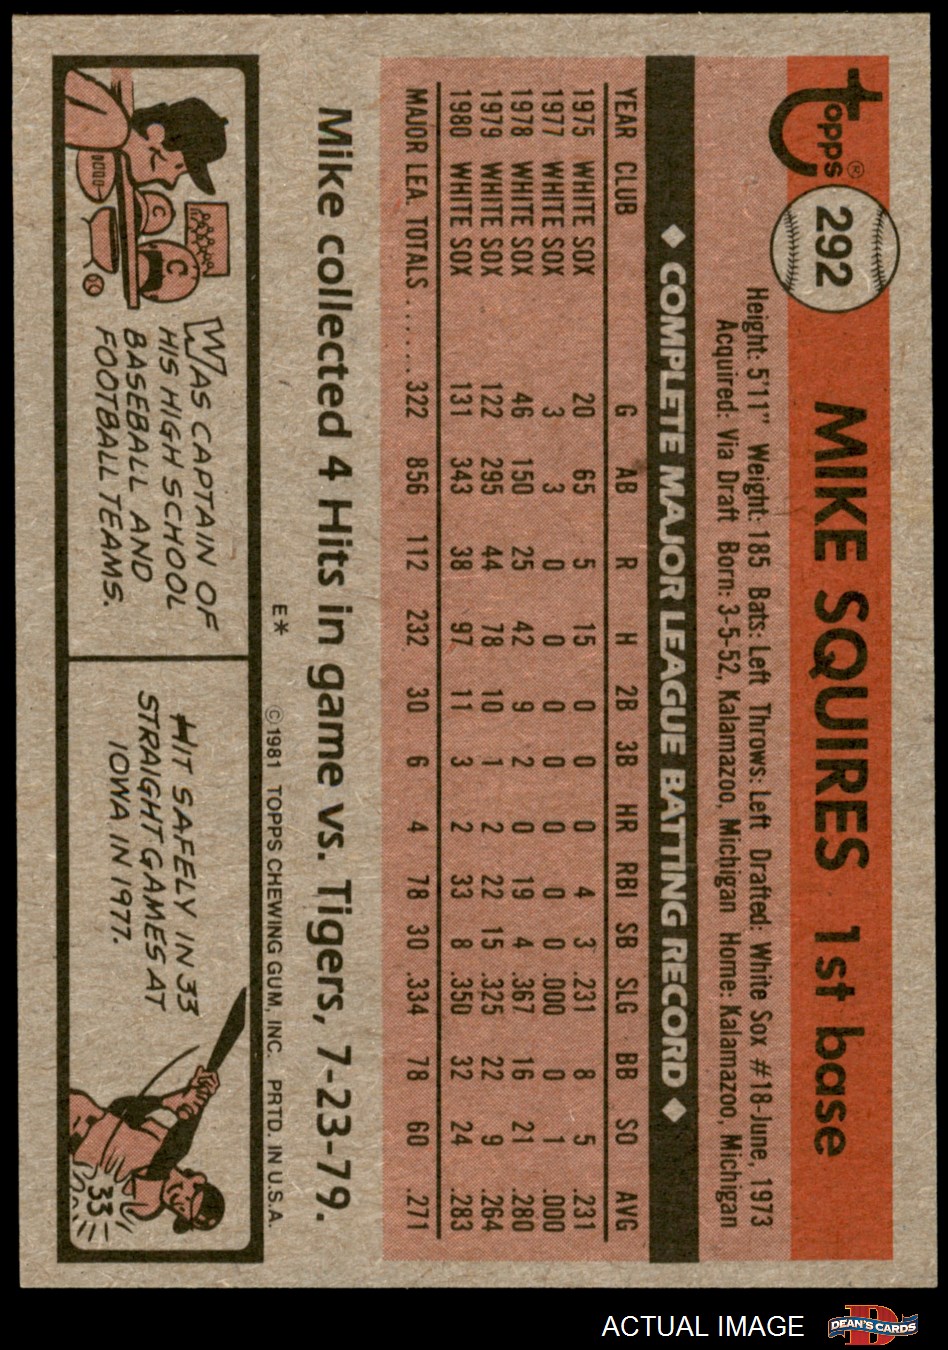 Topps® 292 MIKE SQUIRES 1st base
Height: 5'11" Weight: 185 Bats: Left Throws: Left Drafted: White Sox #18-June, 1973
Acquired: Via Draft Born: 3-5-52, Kalamazoo, Michigan Home: Kalamazoo, Michigan
◆ COMPLETE MAJOR LEAGUE BATTING RECORD ◆
YEAR CLUB G AB R H 2B 3B HR RBI SB SLG BB SO AVG
1975 WHITE SOX 20 65 5 15 0 0 0 4 3 .231 8 5 .231
1977 WHITE SOX 3 3 0 0 0 0 0 0 0 .000 0 1 .000
1978 WHITE SOX 46 150 25 42 9 2 0 19 4 .367 16 21 .280
1979 WHITE SOX 122 295 44 78 10 1 2 22 15 .325 22 9 .264
1980 WHITE SOX 131 343 38 97 11 3 2 33 8 .350 32 24 .283
MAJOR LEA. TOTALS ....... 322 856 112 232 30 6 4 78 30 .334 78 60 .271
Mike collected 4 Hits in game vs. Tigers, 7-23-79.
E* © 1981 TOPPS CHEWING GUM, INC. PRTD. IN U.S.A.
C
C
WAS CAPTAIN OF
HIS HIGH SCHOOL
BASEBALL AND
FOOTBALL TEAMS.
HIT SAFELY IN 33
STRAIGHT GAMES AT
IOWA IN 1977.
33
ACTUAL IMAGE
D
DEAN'S CARDS